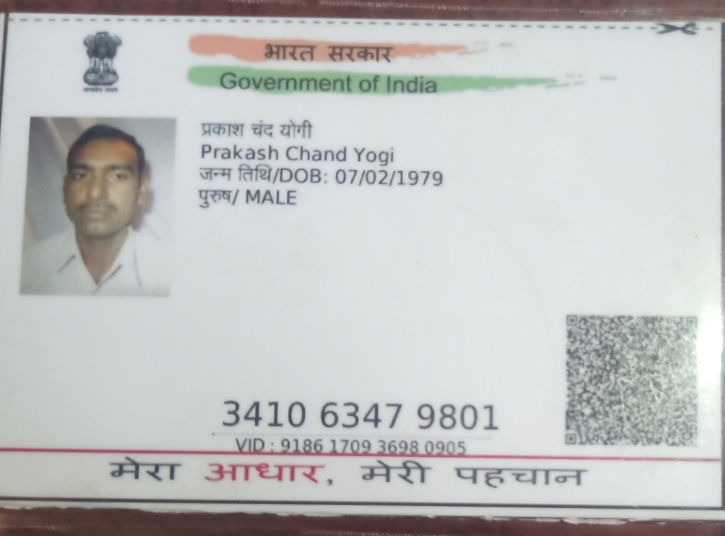 भारत सरकार
Government of India
प्रकाश चंद योगी
Prakash Chand Yogi
जन्म तिथि/DOB: 07/02/1979
पुरुष/ MALE
3410 6347 9801
VID : 9186 1709 3698 0905
मेरा आधार, मेरी पहचान